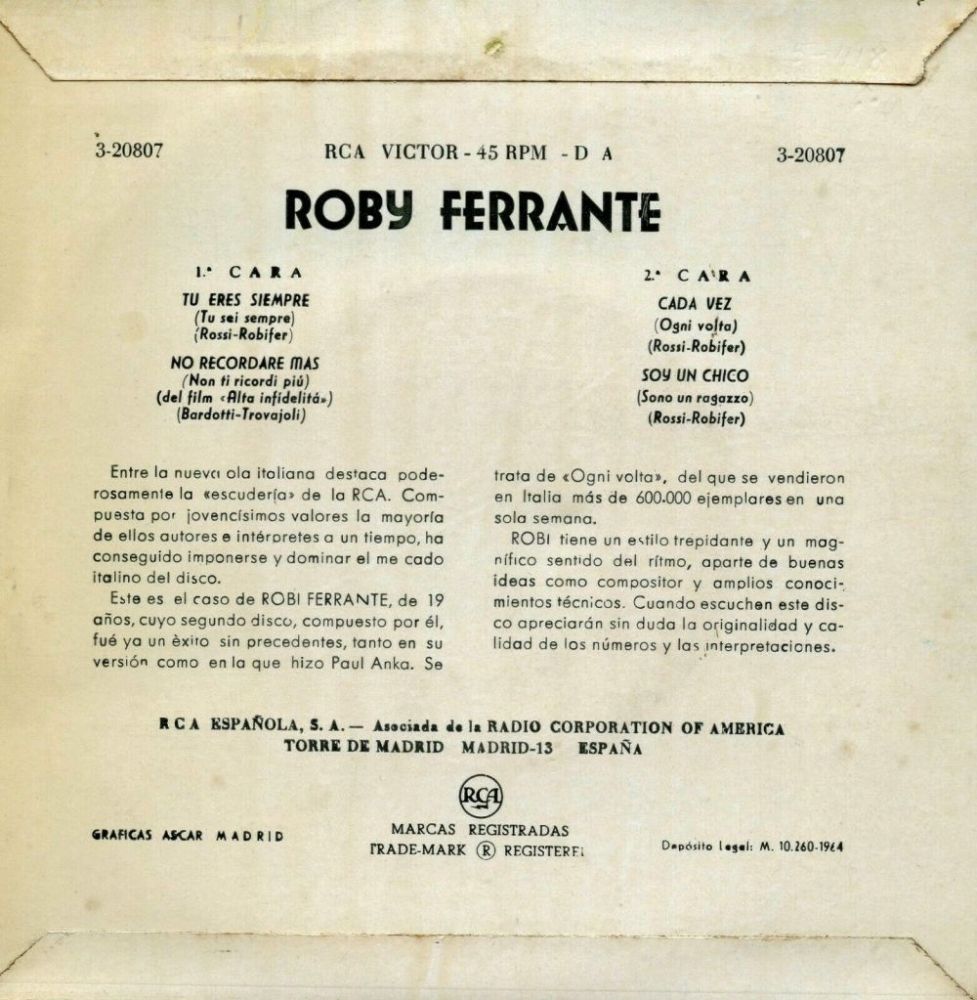 3-20807
RCA VICTOR - 45 RPM - D A
3-20807
ROBY FERRANTE
1.ª CARA
TU ERES SIEMPRE
(Tu sei sempre)
(Rossi-Robifer)
NO RECORDARE MAS
(Non ti ricordi piú)
(del film «Alta infidelitá»)
(Bardotti-Trovajoli)
2.ª CARA
CADA VEZ
(Ogni volta)
(Rossi-Robifer)
SOY UN CHICO
(Sono un ragazzo)
(Rossi-Robifer)
Entre la nueva ola italiana destaca pode-
rosamente la «escudería» de la RCA. Com-
puesta por jovencísimos valores la mayoría
de ellos autores e intérpretes a un tiempo, ha
conseguido imponerse y dominar el me cado
italino del disco.
Este es el caso de ROBI FERRANTE, de 19
años, cuyo segundo disco, compuesto por él,
fué ya un èxito sin precedentes, tanto en su
versión como en la que hizo Paul Anka. Se
trata de «Ogni volta», del que se vendieron
en Italia más de 600.000 ejemplares en una
sola semana.
ROBI tiene un estilo trepidante y un mag-
nífico sentido del rítmo, aparte de buenas
ideas como compositor y amplios conoci-
mientos técnicos. Cuando escuchen este dis-
co apreciarán sin duda la originalidad y ca-
lidad de los números y las interpretaciones.
RCA ESPAÑOLA, S. A. — Asociada de la RADIO CORPORATION OF AMERICA
TORRE DE MADRID MADRID-13 ESPAÑA
RCA
GRAFICAS ASCAR MADRID
MARCAS REGISTRADAS
TRADE-MARK ® REGISTERE
Depósito Legal: M. 10.260-1964